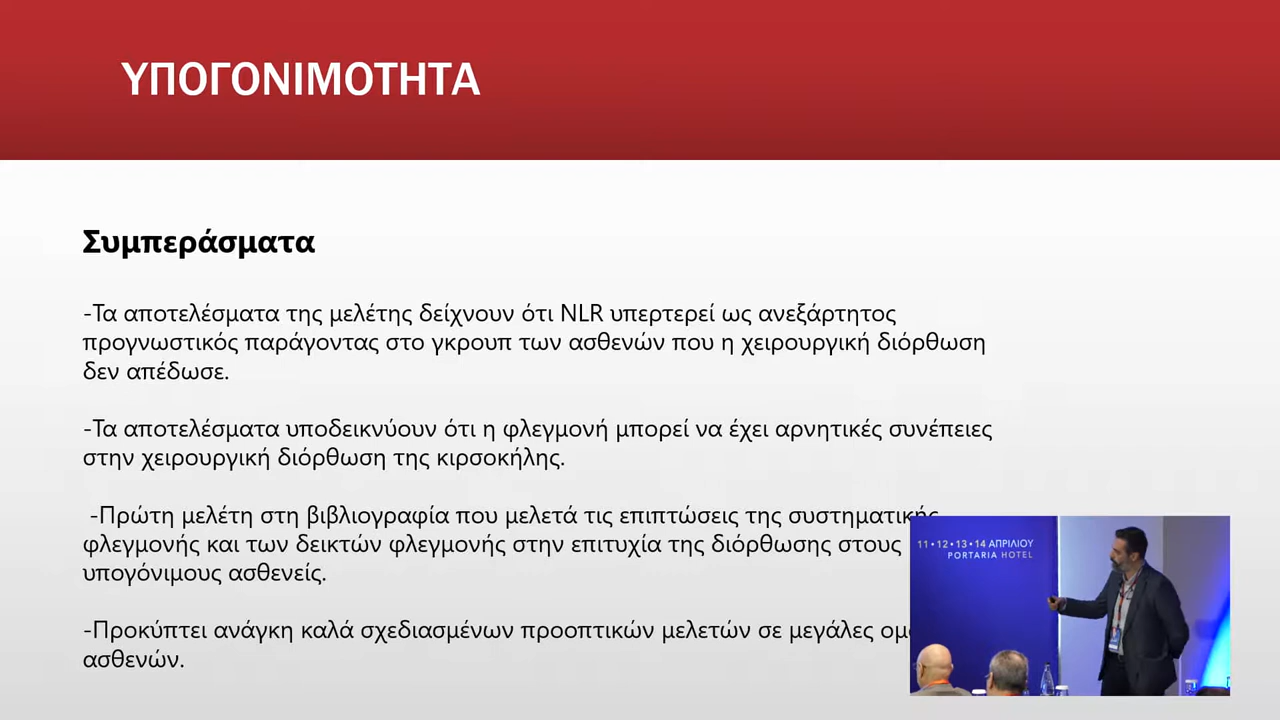 ΥΠΟΓΟΝΙΜΟΤΗΤΑ
Συμπεράσματα
-Τα αποτελέσματα της μελέτης δείχνουν ότι NLR υπερτερεί ως ανεξάρτητος
προγνωστικός παράγοντας στο γκρουπ των ασθενών που η χειρουργική διόρθωση
δεν απέδωσε.
-Τα αποτελέσματα υποδεικνύουν ότι η φλεγμονή μπορεί να έχει αρνητικές συνέπειες
στην χειρουργική διόρθωση της κιρσοκήλης.
-Πρώτη μελέτη στη βιβλιογραφία που μελετά τις επιπτώσεις της συστηματικής
φλεγμονής και των δεικτών φλεγμονής στην επιτυχία της διόρθωσης στους
υπογόνιμους ασθενείς.
-Προκύπτει ανάγκη καλά σχεδιασμένων προοπτικών μελετών σε μεγάλες
ασθενών.
11•12•13•14 ΑΠΡΙΛΙΟΥ
PORTARIA HOTEL